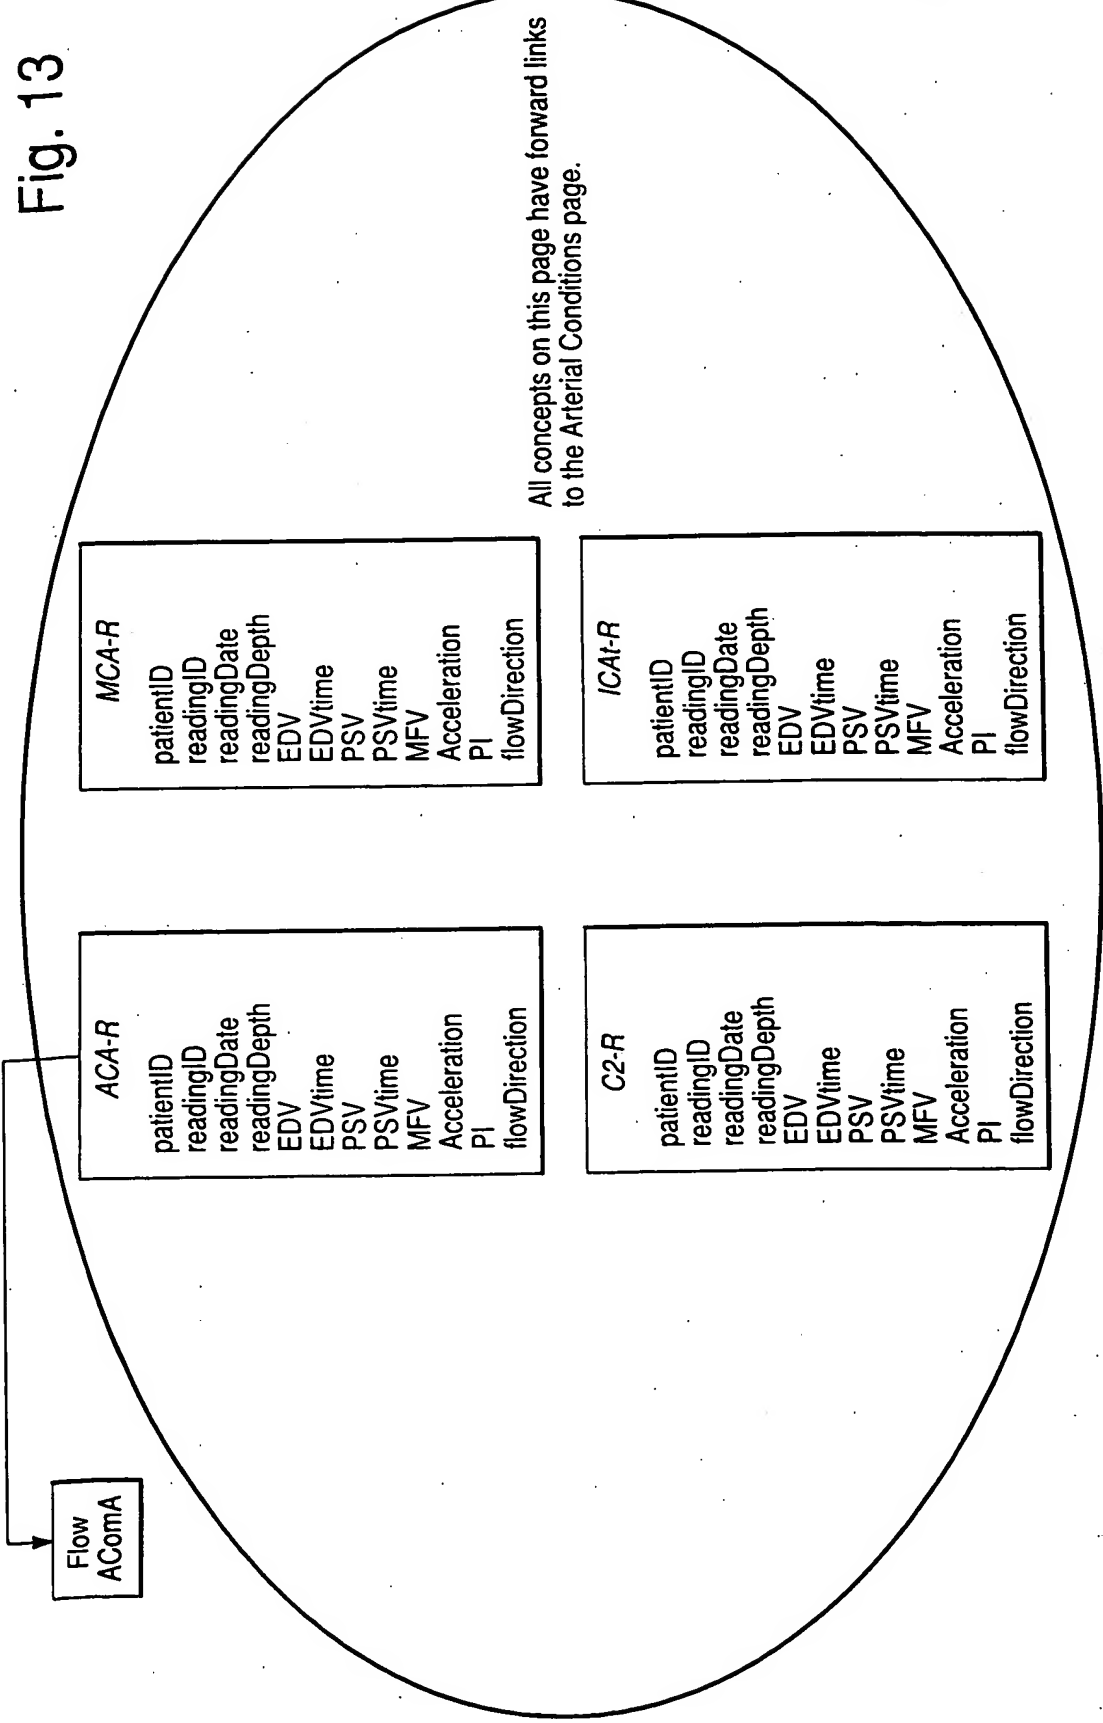 Fig. 13
Flow
AComA
ACA-R
patientID
readingID
readingDate
readingDepth
EDV
EDVtime
PSV
PSVtime
MFV
Acceleration
PI
flowDirection
MCA-R
patientID
readingID
readingDate
readingDepth
EDV
EDVtime
PSV
PSVtime
MFV
Acceleration
PI
flowDirection
C2-R
patientID
readingID
readingDate
readingDepth
EDV
EDVtime
PSV
PSVtime
MFV
Acceleration
PI
flowDirection
ICAt-R
patientID
readingID
readingDate
readingDepth
EDV
EDVtime
PSV
PSVtime
MFV
Acceleration
PI
flowDirection
All concepts on this page have forward links
to the Arterial Conditions page.